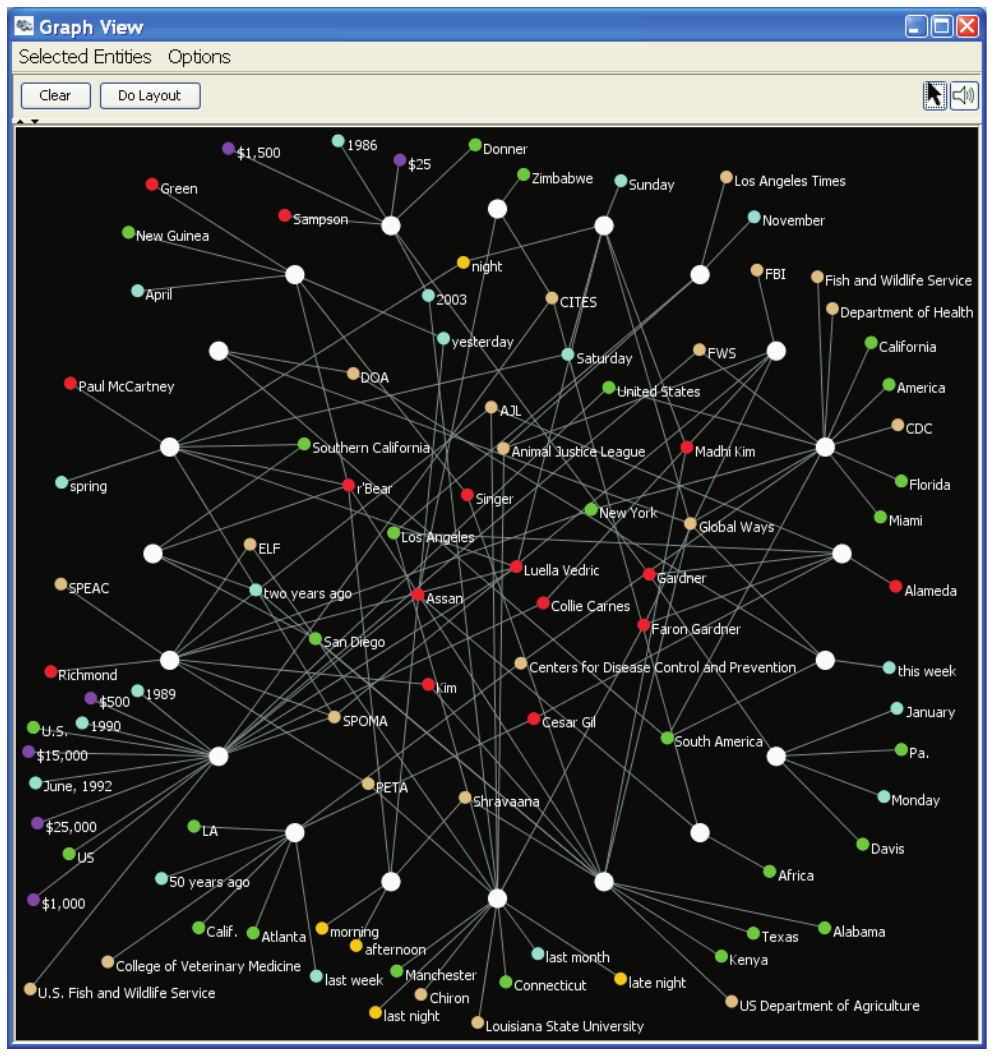 Graph View
Selected Entities Options
Clear Do Layout
1986
$1,500
Donner
$25
Zimbabwe
Sunday
Los Angeles Times
Green
Sampson
November
New Guinea
night
FBI
Fish and Wildlife Service
April
2003
CITES
Department of Health
yesterday
California
Saturday
FWS
DOA
Paul McCartney
United States
America
AJL
CDC
Southern California
Animal Justice League
Madhi Kim
spring
r'Bear
Singer
Florida
New York
Miami
Global Ways
Los Angeles
ELF
Luella Vedric
Gardner
SPEAC
two years ago
Assan
Collie Carnes
Alameda
San Diego
Faron Gardner
Centers for Disease Control and Prevention
this week
Richmond
Kim
1989
$500
SPOMA
Cesar Gil
January
U.S.
1990
South America
$15,000
Pa.
June, 1992
PETA
Shravaana
Monday
$25,000
LA
US
Davis
50 years ago
Africa
$1,000
Calif.
Atlanta
morning
Texas
Alabama
afternoon
College of Veterinary Medicine
last month
Kenya
last week
Manchester
Connecticut
late night
U.S. Fish and Wildlife Service
Chiron
US Department of Agriculture
last night
Louisiana State University